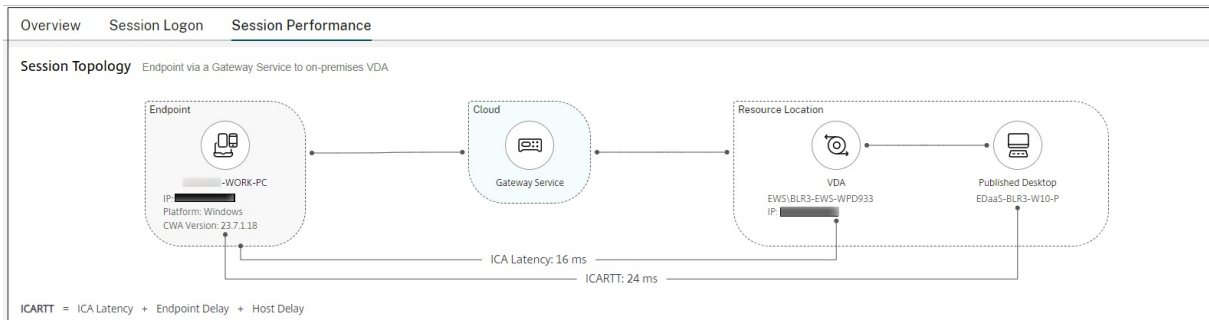 Overview Session Logon Session Performance
Session Topology Endpoint via a Gateway Service to on-premises VDA
Endpoint Cloud Resource Location
-WORK-PC Gateway Service VDA Published Desktop
IP: EWS\BLR3-EWS-WPD933 EDaaS-BLR3-W10-P
Platform: Windows IP:
CWA Version: 23.7.1.18
ICA Latency: 16 ms
ICARTT: 24 ms
ICARTT = ICA Latency + Endpoint Delay + Host Delay